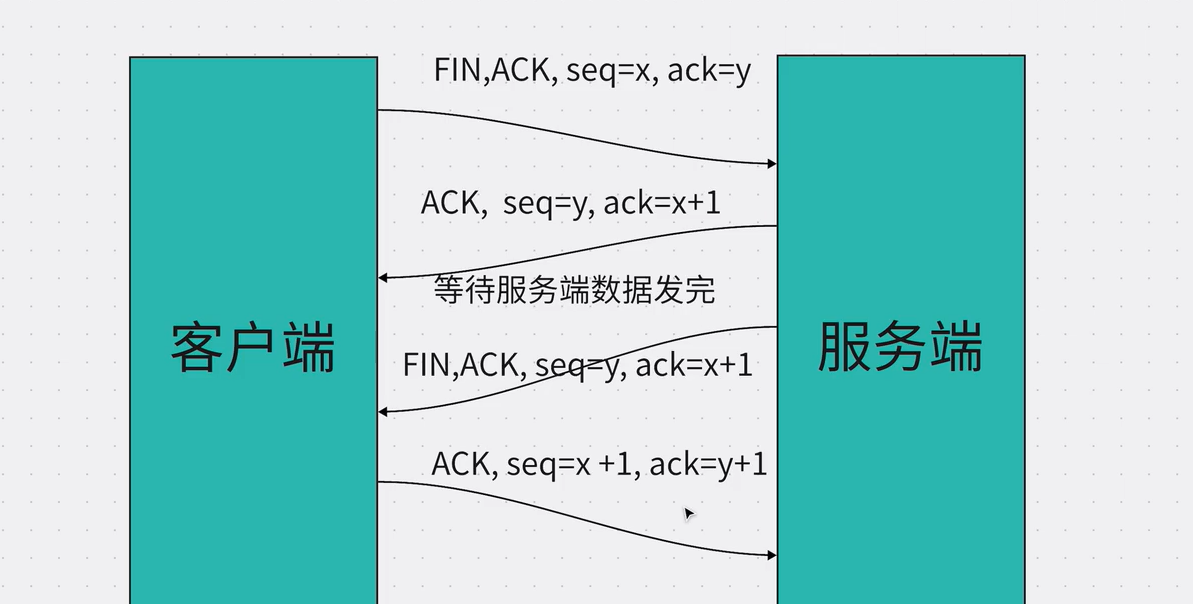 FIN,ACK, seq=x, ack=y
ACK,  seq=y, ack=x+1
等待服务端数据发完
客户端
服务端
FIN,ACK, seq=y, ack=x+1
ACK, seq=x +1, ack=y+1